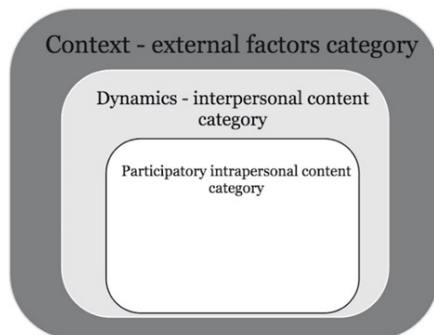 Context - external factors category
Dynamics - interpersonal content
category
Participatory intrapersonal content
category